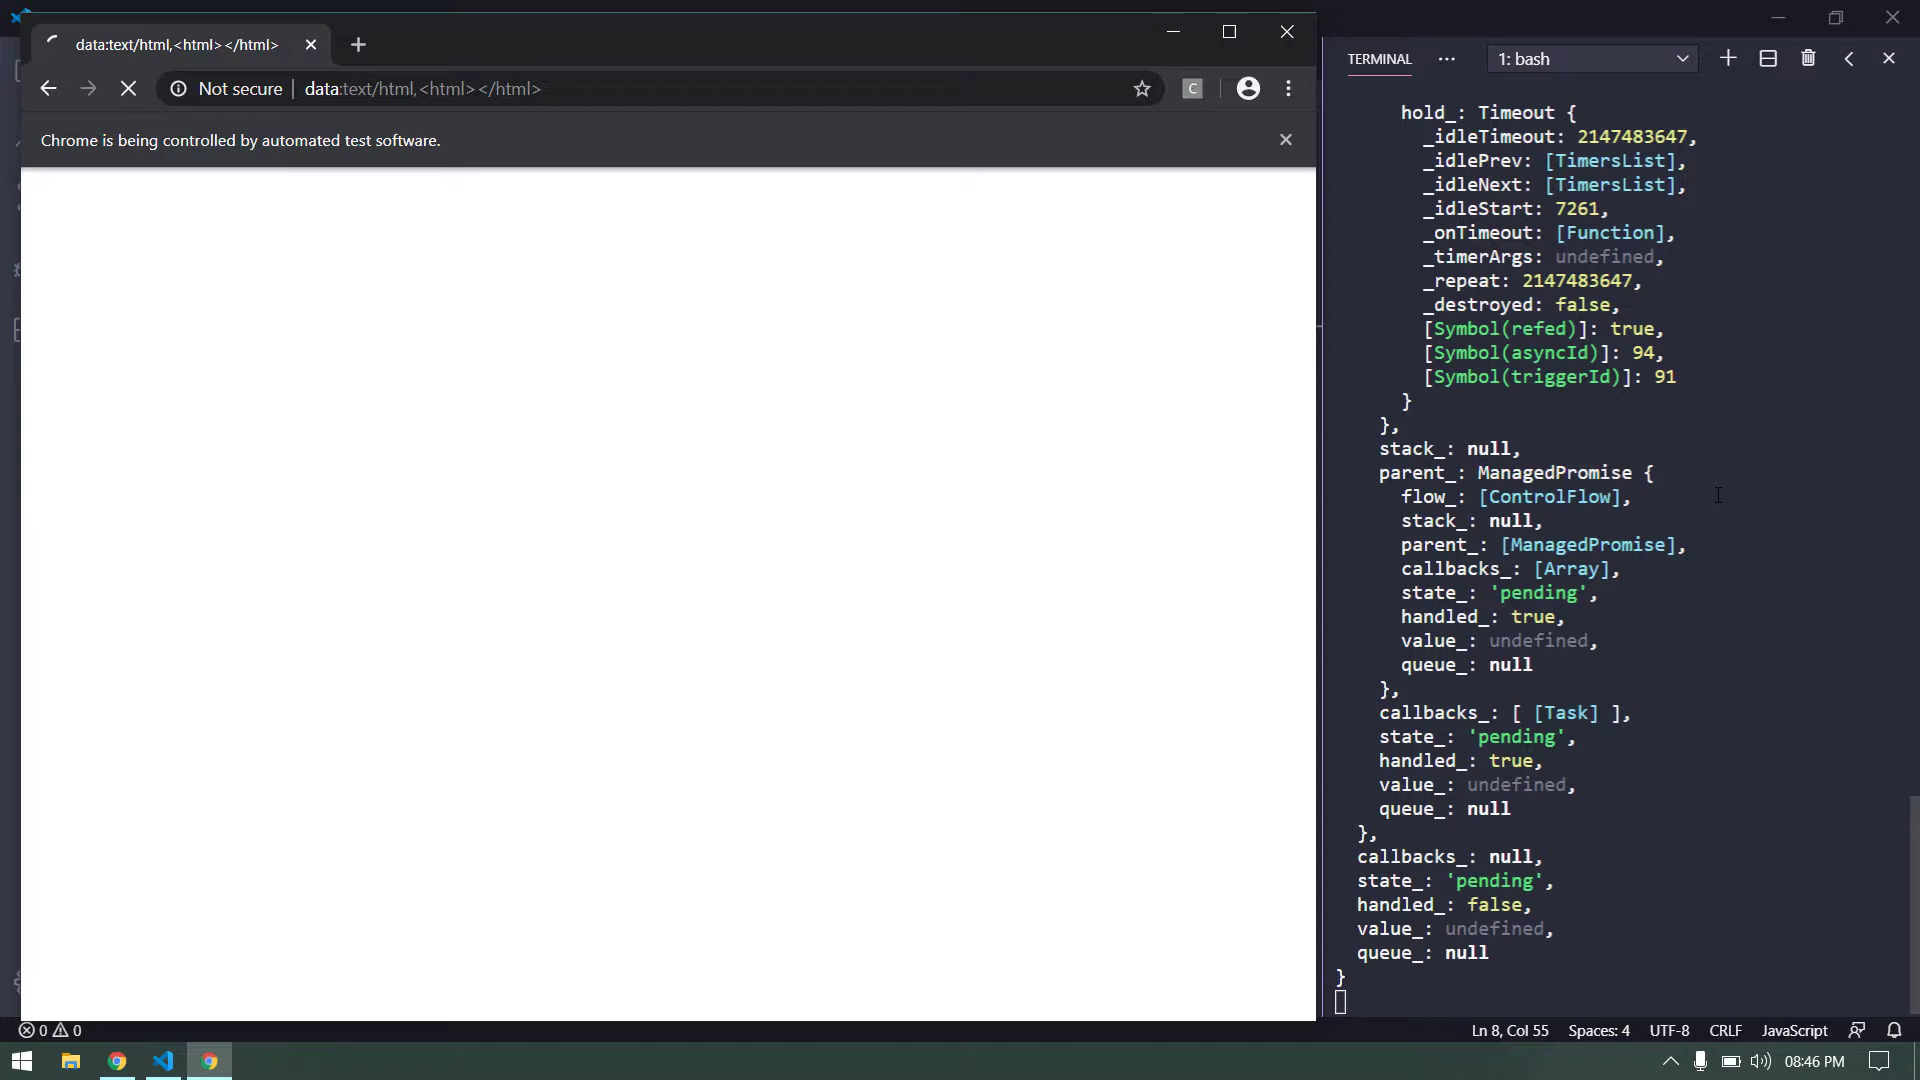 data:text/html,<html></html>
Not secure | data:text/html,<html></html>
C
Chrome is being controlled by automated test software.
TERMINAL ... 1: bash
hold_: Timeout {
_idleTimeout: 2147483647,
_idlePrev: [TimersList],
_idleNext: [TimersList],
_idleStart: 7261,
_onTimeout: [Function],
_timerArgs: undefined,
_repeat: 2147483647,
_destroyed: false,
[Symbol(refed)]: true,
[Symbol(asyncId)]: 94,
[Symbol(triggerId)]: 91
}
},
stack_: null,
parent_: ManagedPromise {
flow_: [ControlFlow],
stack_: null,
parent_: [ManagedPromise],
callbacks_: [Array],
state_: 'pending',
handled_: true,
value_: undefined,
queue_: null
},
callbacks_: [ [Task] ],
state_: 'pending',
handled_: true,
value_: undefined,
queue_: null
},
callbacks_: null,
state_: 'pending',
handled_: false,
value_: undefined,
queue_: null
}
0 0
Ln 8, Col 55 Spaces: 4 UTF-8 CRLF JavaScript
08:46 PM